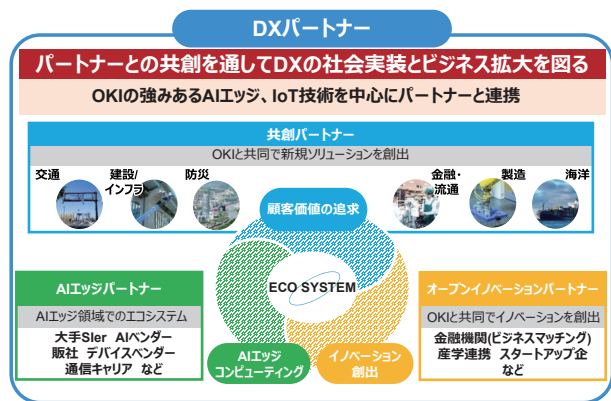 DXパートナー
パートナーとの共創を通してDXの社会実装とビジネス拡大を図る
OKIの強みあるAIエッジ、IoT技術を中心にパートナーと連携
共創パートナー
OKIと共同で新規ソリューションを創出
交通
建設/
インフラ
防災
金融・
流通
製造
海洋
顧客価値の追求
ECO SYSTEM
AIエッジパートナー
AIエッジ領域でのエコシステム
大手SIer AIベンダー
販社 デバイスベンダー
通信キャリア など
AIエッジ
コンピューティング
イノベーション
創出
オープンイノベーションパートナー
OKIと共同でイノベーションを創出
金融機関(ビジネスマッチング)
産学連携 スタートアップ企
など